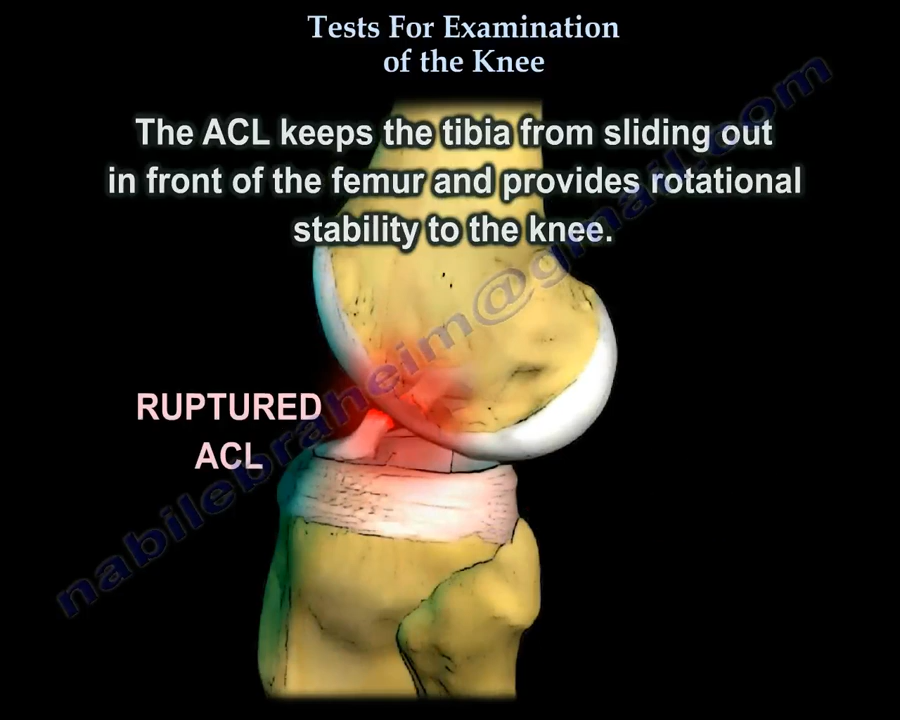 Tests For Examination
of the Knee
The ACL keeps the tibia from sliding out
in front of the femur and provides rotational
stability to the knee.
RUPTURED
ACL
nabilebraheim@gmail.com